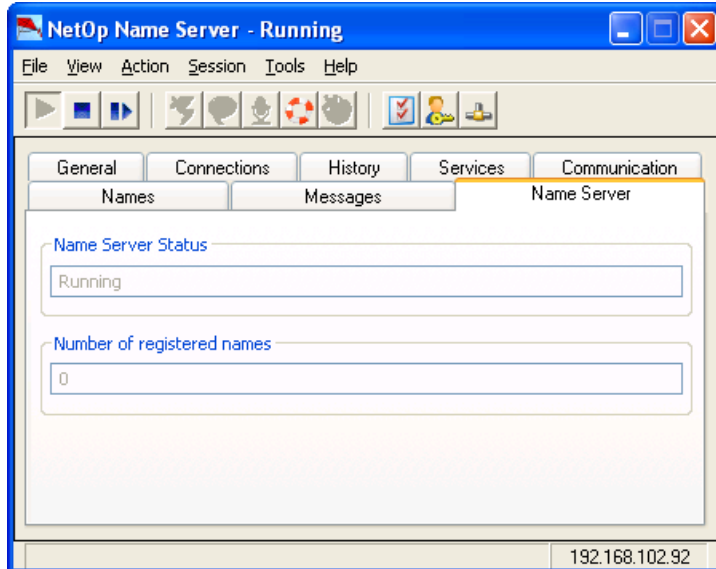 NetOp Name Server - Running
File View Action Session Tools Help
General Connections History Services Communication
Names Messages Name Server
Name Server Status
Running
Number of registered names
0
192.168.102.92